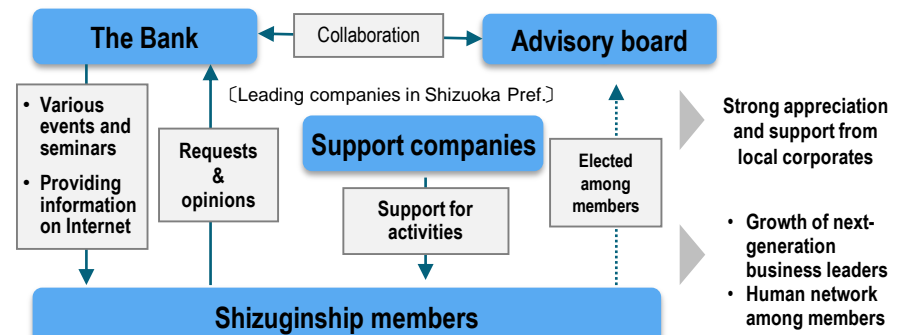 The Bank
Collaboration
Advisory board
• Various
events and
seminars
• Providing
information
on Internet
Requests
&
opinions
〔Leading companies in Shizuoka Pref.〕
Support companies
Support for
activities
Elected
among
members
Strong appreciation
and support from
local corporates
• Growth of next-
generation
business leaders
• Human network
among members
Shizuginship members